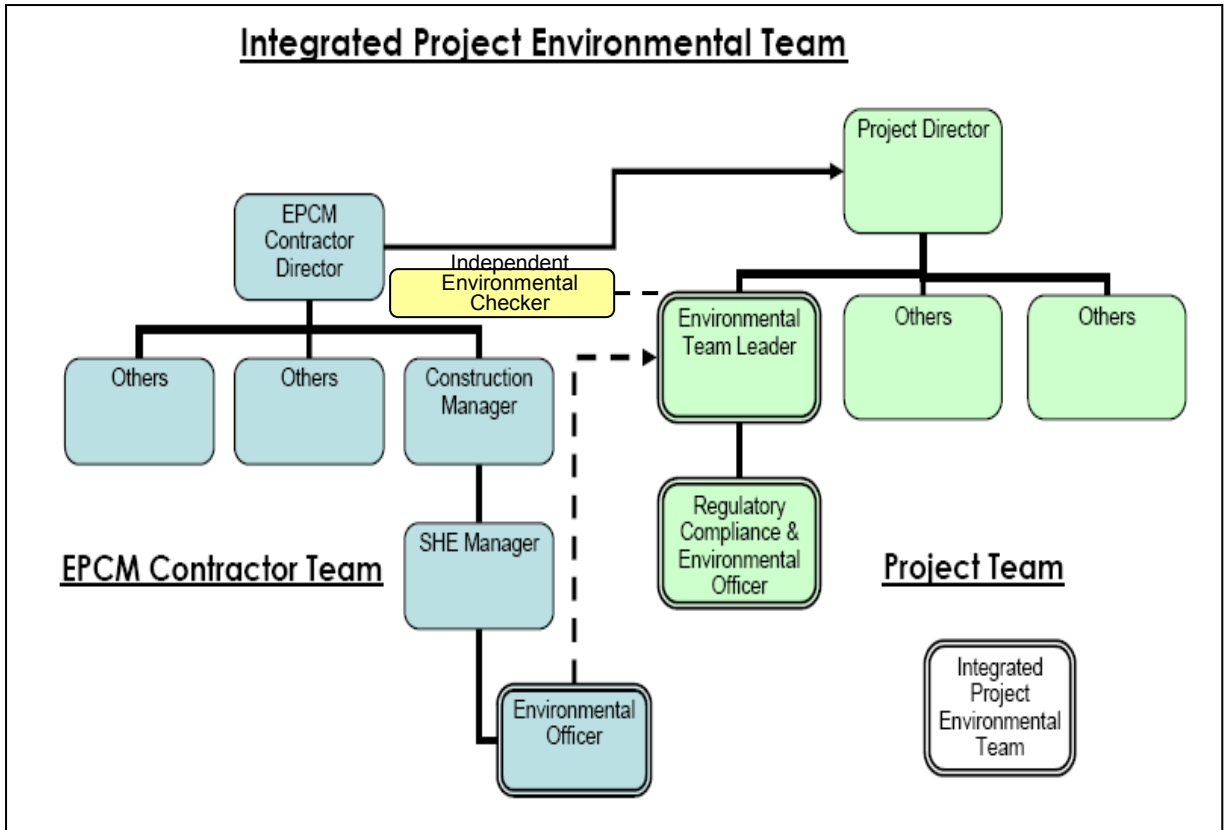 Integrated Project Environmental Team
Project Director
EPCM
Contractor
Director
Independent
Environmental
Checker
Environmental
Team Leader
Others
Others
Others
Others
Construction
Manager
Regulatory
Compliance &
Environmental
Officer
SHE Manager
EPCM Contractor Team
Project Team
Integrated
Project
Environmental
Team
Environmental
Officer